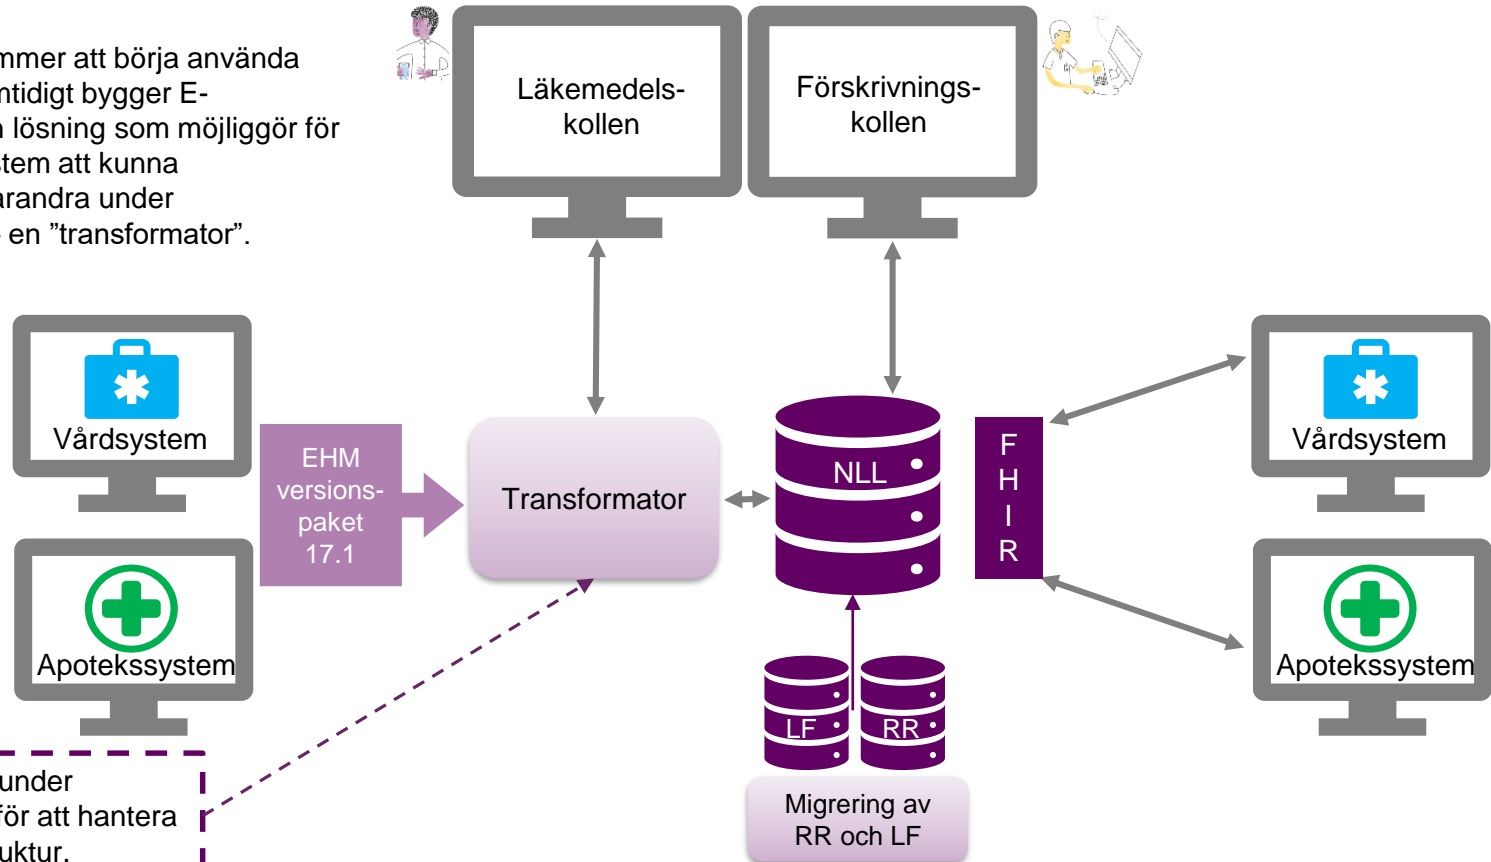 mmer att börja använda
mtidigt bygger E-
n lösning som möjliggör för
stem att kunna
arandra under
en ”transformator”.
Läkemedels-
kollen
Förskrivnings-
kollen
Vårdsystem
Apotekssystem
EHM
versions-
paket
17.1
Transformator
NLL
F
H
I
R
Vårdsystem
Apotekssystem
LF
RR
Migrering av
RR och LF
under
för att hantera
uktur.